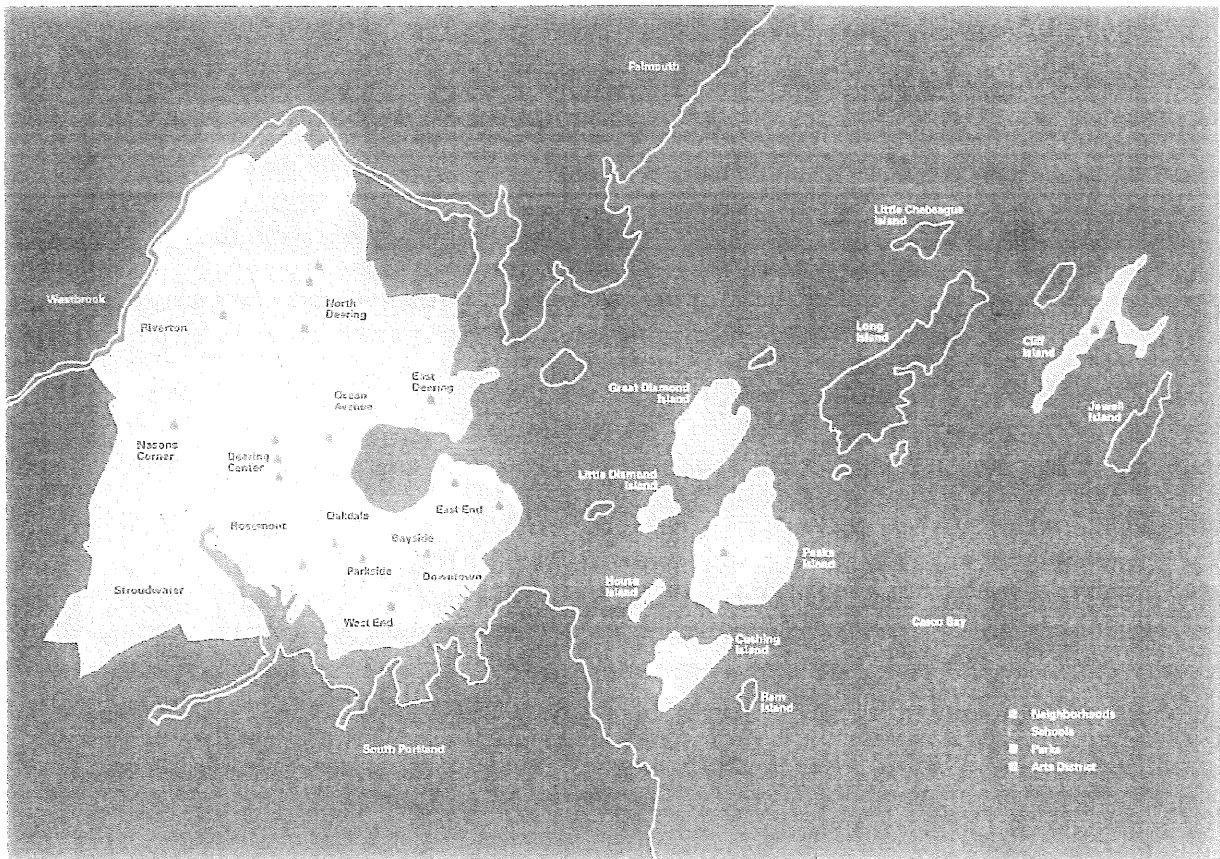 Falmouth
Little Chebeague
Island
Westbrook
North
Deering
Riverton
Long
Island
Cliff
Island
East
Deering
Great Diamond
Island
Ocean
Avenue
Jewell
Island
Nasons
Corner
Deering
Center
Little Diamond
Island
East End
Oakdale
Rosemont
Bayside
Peaks
Island
Parkside
Downtown
House
Island
Stroudwater
West End
Casco Bay
Cushing
Island
Ram
Island
South Portland
Neighborhoods
Schools
Parks
Arts District